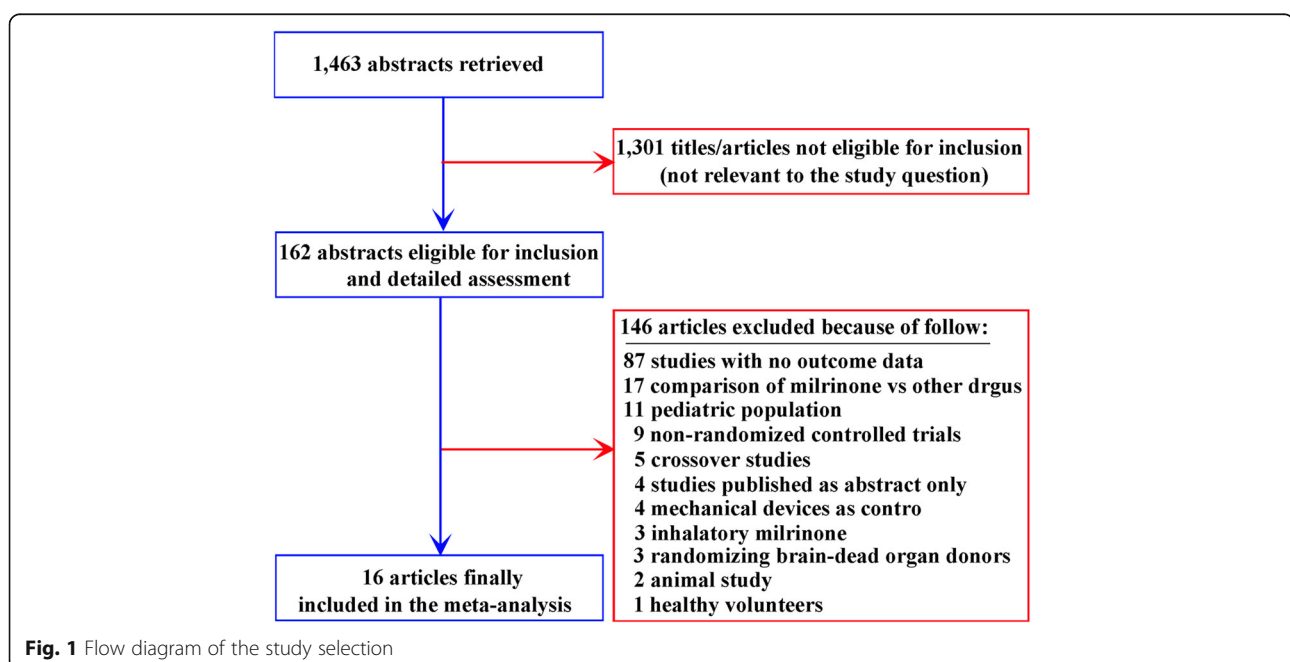 1,463 abstracts retrieved
1,301 titles/articles not eligible for inclusion
(not relevant to the study question)
162 abstracts eligible for inclusion
and detailed assessment
146 articles excluded because of follow:
87 studies with no outcome data
17 comparison of milrinone vs other drgus
11 pediatric population
9 non-randomized controlled trials
5 crossover studies
4 studies published as abstract only
4 mechanical devices as contro
3 inhalatory milrinone
3 randomizing brain-dead organ donors
2 animal study
1 healthy volunteers
16 articles finally
included in the meta-analysis
Fig. 1 Flow diagram of the study selection